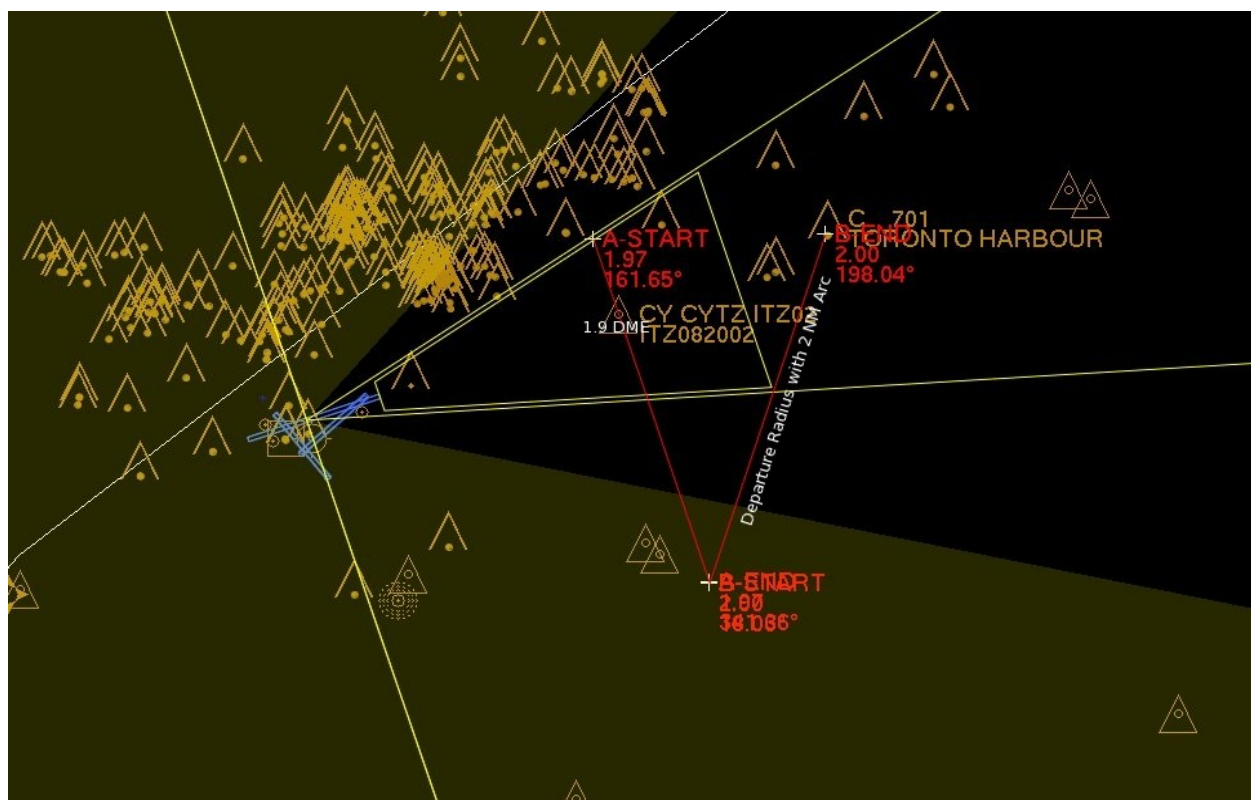 C 701
TORONTO HARBOUR
A-START
1.97
161.65°
2.00
198.04°
CY CYTZ ITZ02
ITZ082002
1.9 DME
Departure Radius with 2 NM Arc
B-START